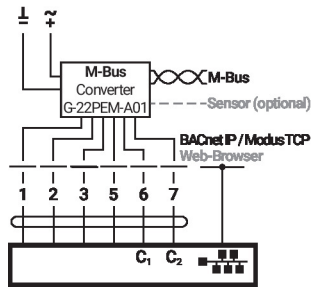 ⊥ ~
− +
M-Bus
Converter
G-22PEM-A01
M-Bus
Sensor (optional)
BACnet IP / Modus TCP
Web-Browser
1 2 3 5 6 7
C1 C2